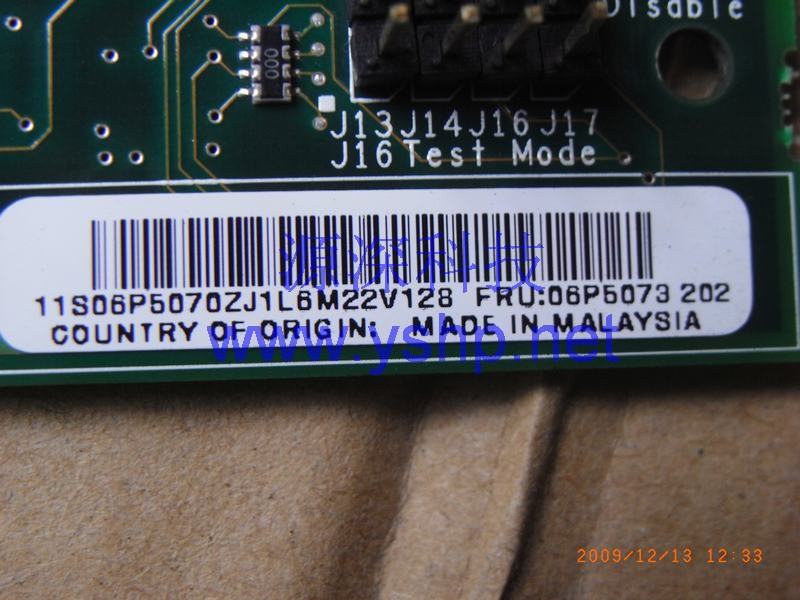 Disable
000
J13 J14 J16 J17
J16 Test Mode
源深科技
11S06P5070ZJ1L6M22V128 FRU:06P5073 202
COUNTRY OF ORIGIN: MADE IN MALAYSIA
www.yshp.net
2009/12/13 12:33